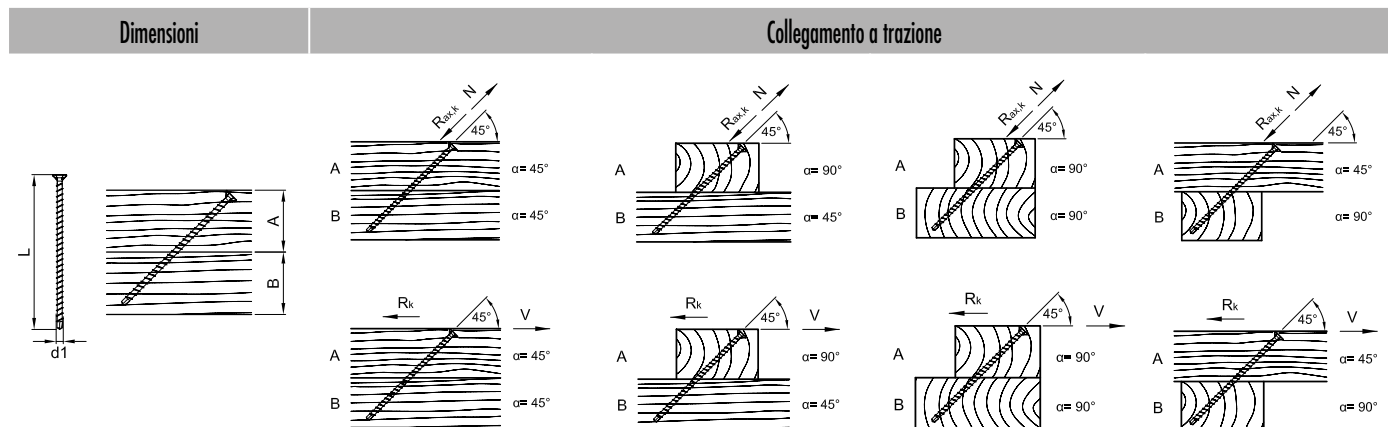 Dimensioni
Collegamento a trazione
L
d1
A
B
Rax,k N
45°
A α= 45°
B α= 45°
Rax,k N
45°
A α= 90°
B α= 45°
Rax,k N
45°
A α= 90°
B α= 90°
Rax,k N
45°
A α= 45°
B α= 90°
Rk 45° V
A α= 45°
B α= 45°
Rk 45° V
A α= 90°
B α= 45°
Rk 45° V
A α= 90°
B α= 90°
Rk 45° V
A α= 45°
B α= 90°